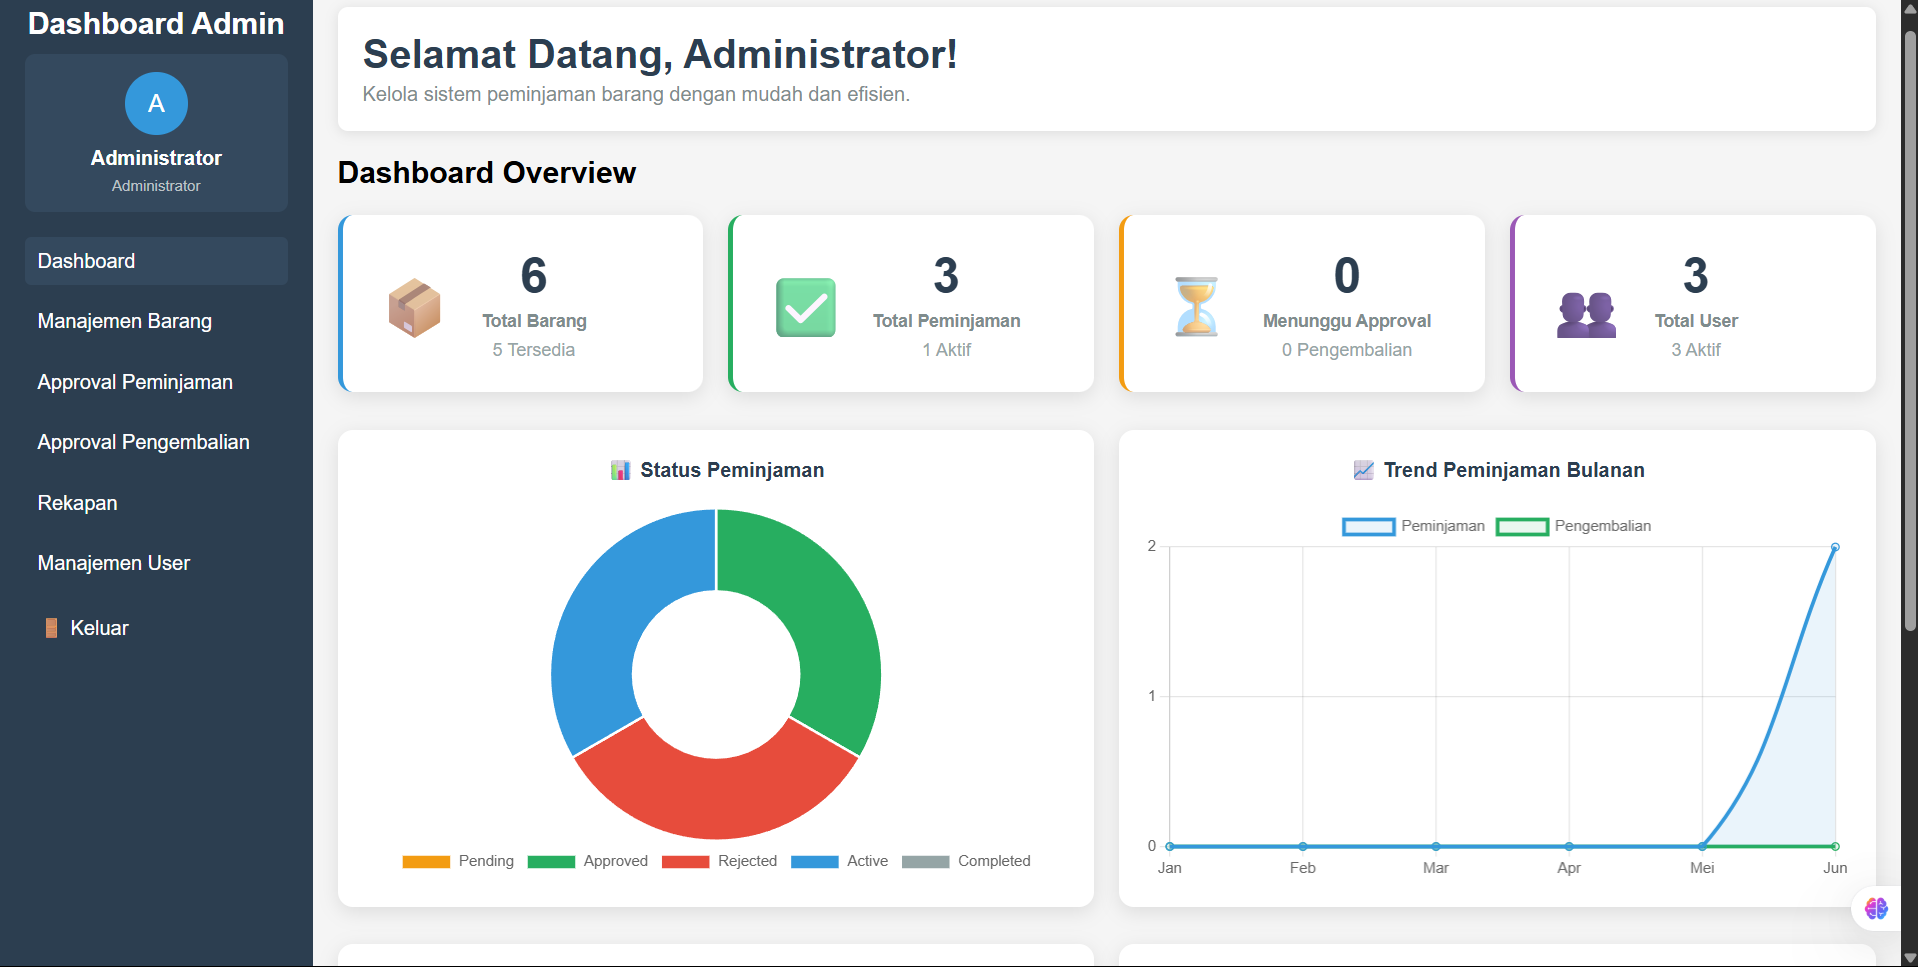 Dashboard Admin
A
Administrator
Administrator
Dashboard
Manajemen Barang
Approval Peminjaman
Approval Pengembalian
Rekapan
Manajemen User
Keluar
Selamat Datang, Administrator!
Kelola sistem peminjaman barang dengan mudah dan efisien.
Dashboard Overview
6
Total Barang
5 Tersedia
3
Total Peminjaman
1 Aktif
0
Menunggu Approval
0 Pengembalian
3
Total User
3 Aktif
Status Peminjaman
Pending Approved Rejected Active Completed
Trend Peminjaman Bulanan
Peminjaman Pengembalian
2
1
0
Jan Feb Mar Apr Mei Jun